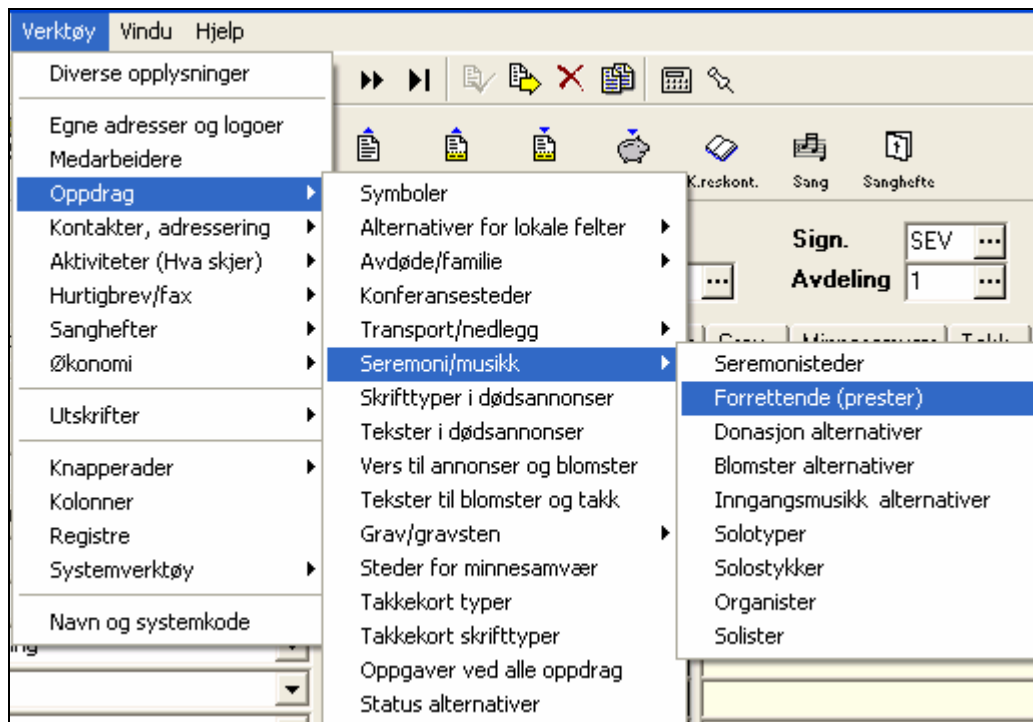 Verktøy Vindu Hjelp
Diverse opplysninger
Egne adresser og logoer
Medarbeidere
Oppdrag
Kontakter, adressering
Aktiviteter (Hva skjer)
Hurtigbrev/fax
Sanghefter
Økonomi
Utskrifter
Knapperader
Kolonner
Registre
Systemverktøy
Navn og systemkode
K.reskont. Sang Sanghefte
Sign. SEV ...
... Avdeling 1 ...
Symboler
Alternativer for lokale felter
Avdøde/familie
Konferansesteder
Transport/nedlegg
Seremoni/musikk
Skrifttyper i dødsannonser
Tekster i dødsannonser
Vers til annonser og blomster
Tekster til blomster og takk
Grav/gravsten
Steder for minnesamvær
Takkekort typer
Takkekort skrifttyper
Oppgaver ved alle oppdrag
Status alternativer
Seremonisteder
Forrettende (prester)
Donasjon alternativer
Blomster alternativer
Inngangsmusikk alternativer
Solotyper
Solostykker
Organister
Solister